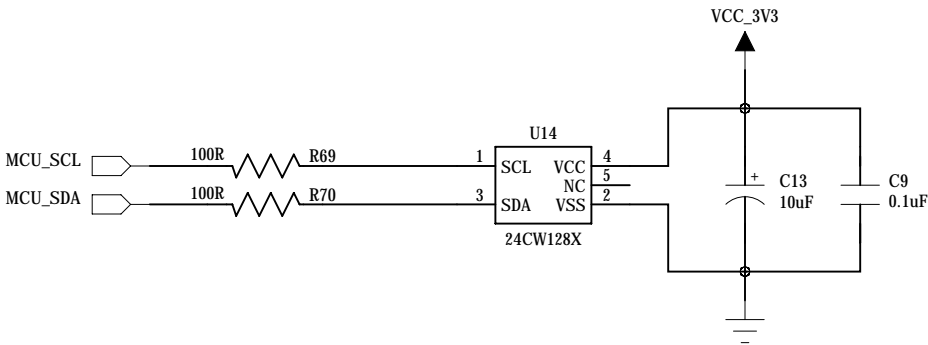 VCC_3V3
U14
MCU_SCL 100R R69 1 SCL VCC 4
NC 5
MCU_SDA 100R R70 3 SDA VSS 2
24CW128X
+ C13
10uF
C9
0.1uF